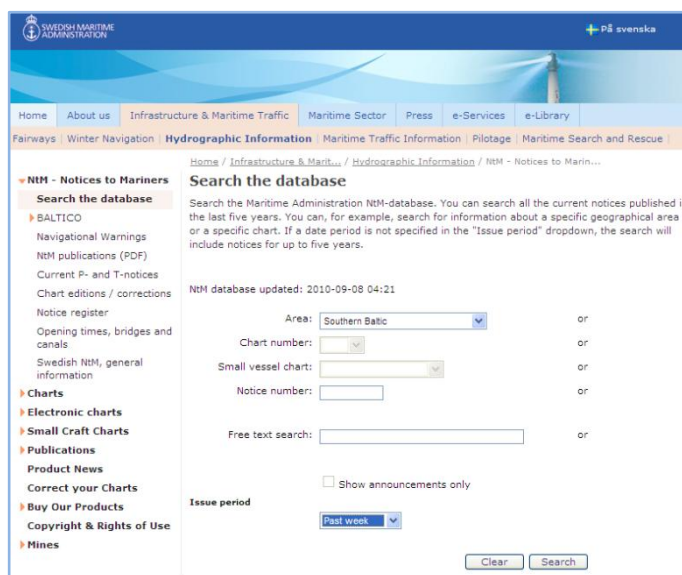 SWEDISH MARITIME
ADMINISTRATION
På svenska
Home About us Infrastructure & Maritime Traffic Maritime Sector Press e-Services e-Library
Fairways | Winter Navigation | Hydrographic Information | Maritime Traffic Information | Pilotage | Maritime Search and Rescue |
Home / Infrastructure & Marit... / Hydrographic Information / NtM - Notices to Marin...
NtM - Notices to Mariners
Search the database
BALTICO
Navigational Warnings
NtM publications (PDF)
Current P- and T-notices
Chart editions / corrections
Notice register
Opening times, bridges and
canals
Swedish NtM, general
information
Charts
Electronic charts
Small Craft Charts
Publications
Product News
Correct your Charts
Buy Our Products
Copyright & Rights of Use
Mines
Search the database
Search the Maritime Administration NtM-database. You can search all the current notices published i
the last five years. You can, for example, search for information about a specific geographical area
or a specific chart. If a date period is not specified in the "Issue period" dropdown, the search will
include notices for up to five years.
NtM database updated: 2010-09-08 04:21
Area: Southern Baltic or
Chart number: or
Small vessel chart: or
Notice number: or
Free text search: or
Show announcements only
Issue period
Past week
Clear Search